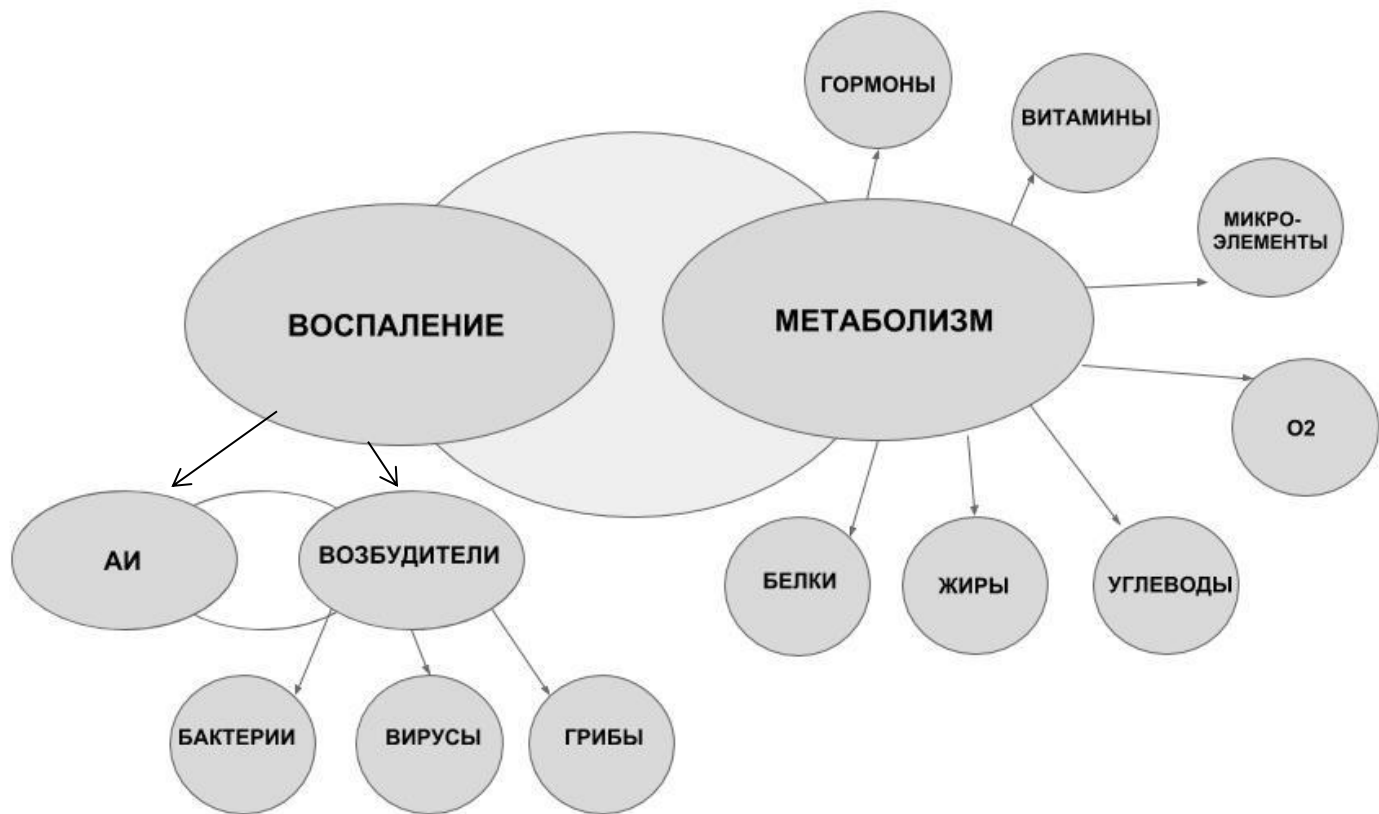 ГОРМОНЫ
ВИТАМИНЫ
МИКРО-
ЭЛЕМЕНТЫ
ВОСПАЛЕНИЕ
МЕТАБОЛИЗМ
О2
АИ
ВОЗБУДИТЕЛИ
БЕЛКИ
ЖИРЫ
УГЛЕВОДЫ
БАКТЕРИИ
ВИРУСЫ
ГРИБЫ